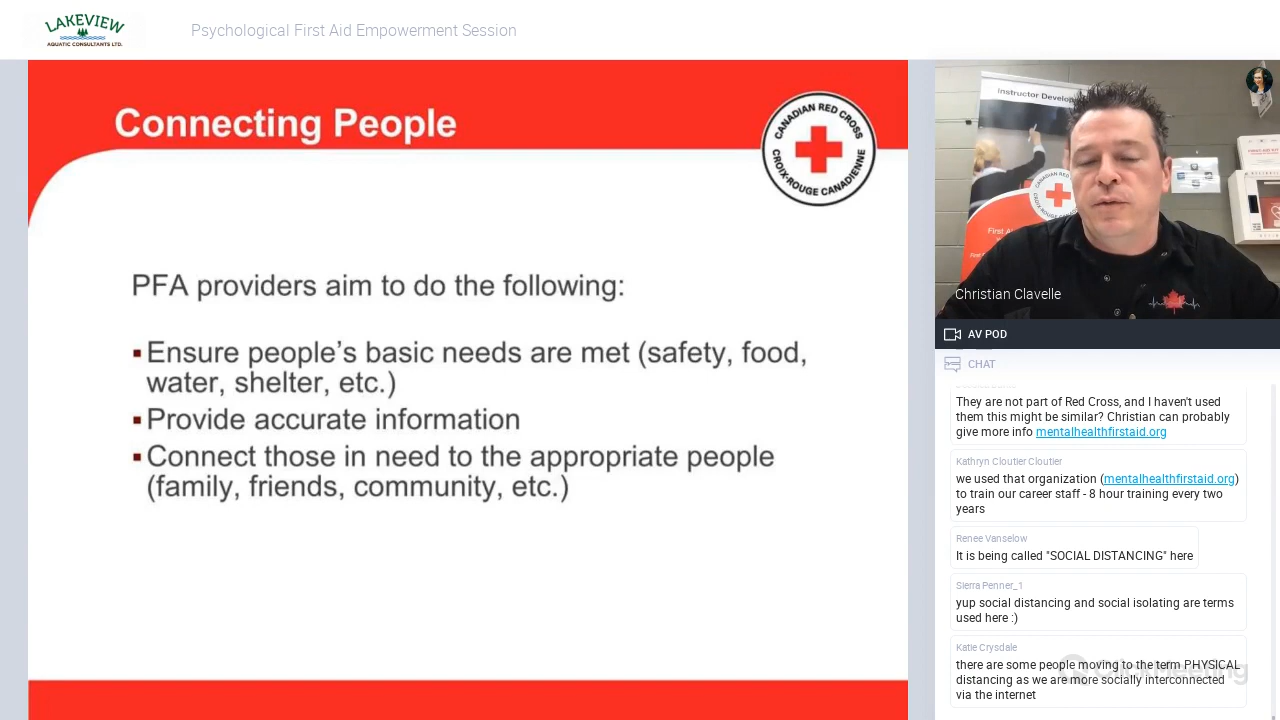 LAKEVIEW
AQUATIC CONSULTANTS LTD.
Psychological First Aid Empowerment Session
Connecting People
CANADIAN RED CROSS
CROIX-ROUGE CANADIENNE
PFA providers aim to do the following:
Ensure people's basic needs are met (safety, food,
water, shelter, etc.)
Provide accurate information
Connect those in need to the appropriate people
(family, friends, community, etc.)
Instructor Develop
First Ai
Christian Clavelle
AV POD
CHAT
They are not part of Red Cross, and I haven't used
them this might be similar? Christian can probably
give more info mentalhealthfirstaid.org
Kathryn Cloutier Cloutier
we used that organization (mentalhealthfirstaid.org)
to train our career staff - 8 hour training every two
years
Renee Vanselow
It is being called "SOCIAL DISTANCING" here
Sierra Penner_1
yup social distancing and social isolating are terms
used here :)
Katie Crysdale
there are some people moving to the term PHYSICAL
distancing as we are more socially interconnected
via the internet
ClickMeeting